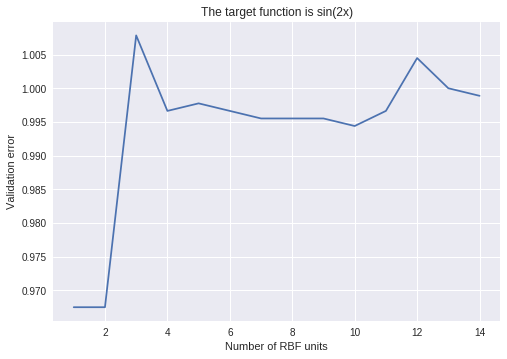 The target function is sin(2x)
1.005
1.000
0.995
0.990
0.985
0.980
0.975
0.970
Validation error
2 4 6 8 10 12 14
Number of RBF units